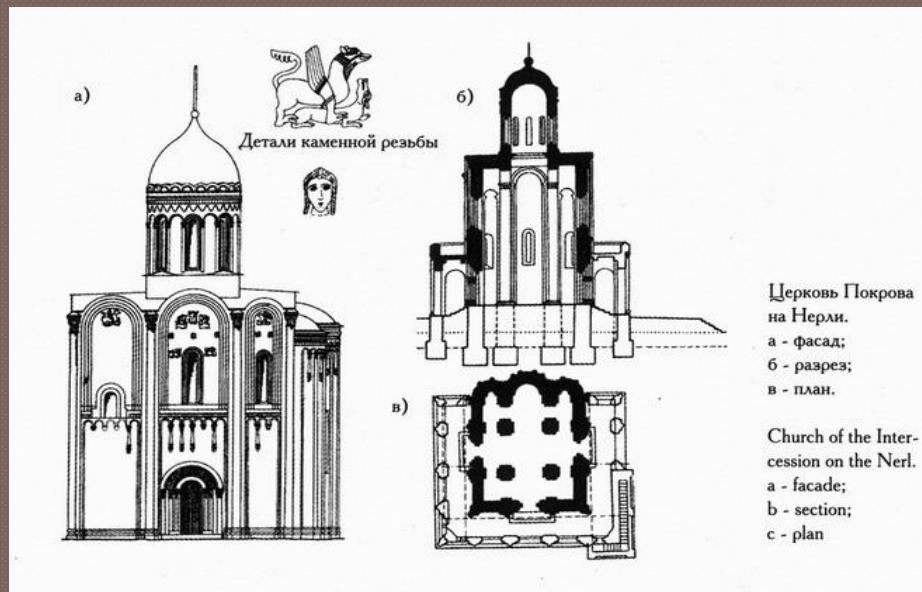 а)
Детали каменной резьбы
б)
в)
Церковь Покрова
на Нерли.
а - фасад;
б - разрез;
в - план.
Church of the Inter-
cession on the Nerl.
a - facade;
b - section;
c - plan